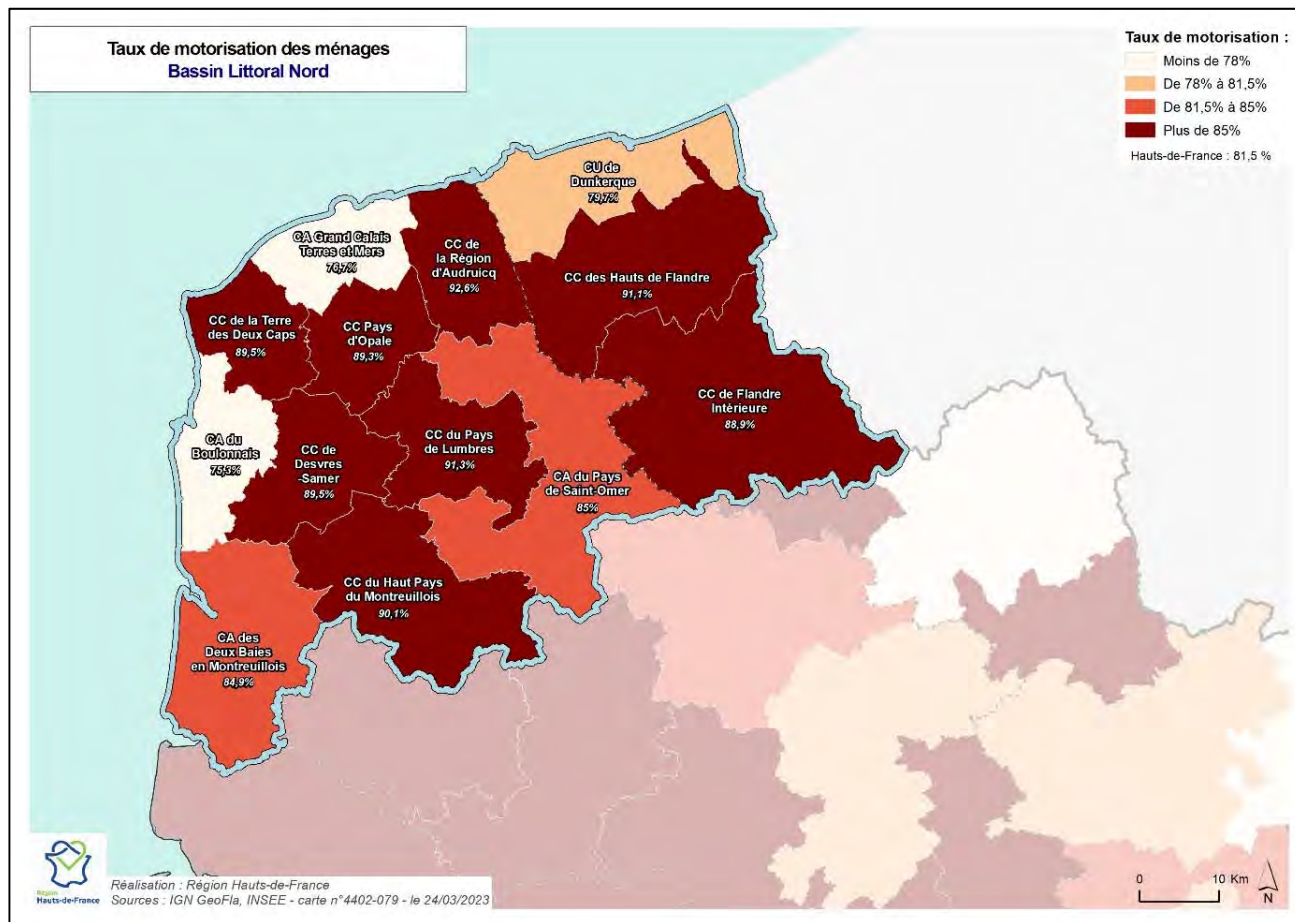 Taux de motorisation des ménages
Bassin Littoral Nord
Taux de motorisation :
Moins de 78%
De 78% à 81,5%
De 81,5% à 85%
Plus de 85%
Hauts-de-France : 81,5 %
CU de
Dunkerque
79,7%
CA Grand Calais
Terres et Mers
76,7%
CC de
la Région
d'Audruicq
92,6%
CC des Hauts de Flandre
91,1%
CC de la Terre
des Deux Caps
89,5%
CC Pays
d'Opale
89,3%
CC de Flandre
Intérieure
88,9%
CA du
Boulonnais
75,3%
CC de
Desvres
-Samer
89,5%
CC du Pays
de Lumbres
91,3%
CA du Pays
de Saint-Omer
85%
CC du Haut Pays
du Montreuillois
90,1%
CA des
Deux Baies
en Montreuillois
84,9%
Région
Hauts-de-France
Réalisation : Région Hauts-de-France
Sources : IGN GeoFla, INSEE - carte n°4402-079 - le 24/03/2023
0 10 Km
N